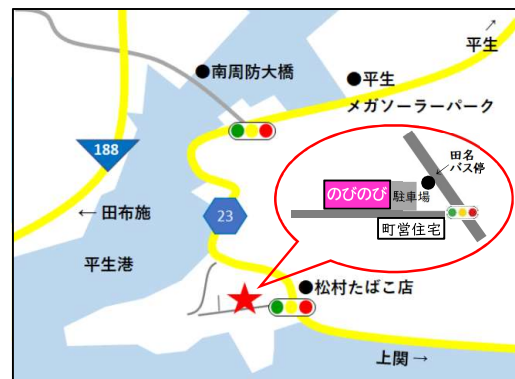 ↗
平生
●南周防大橋
●平生
メガソーラーパーク
188
田名
バス停
のびのび
駐車場
← 田布施
23
町営住宅
平生港
●松村たばこ店
上関 →